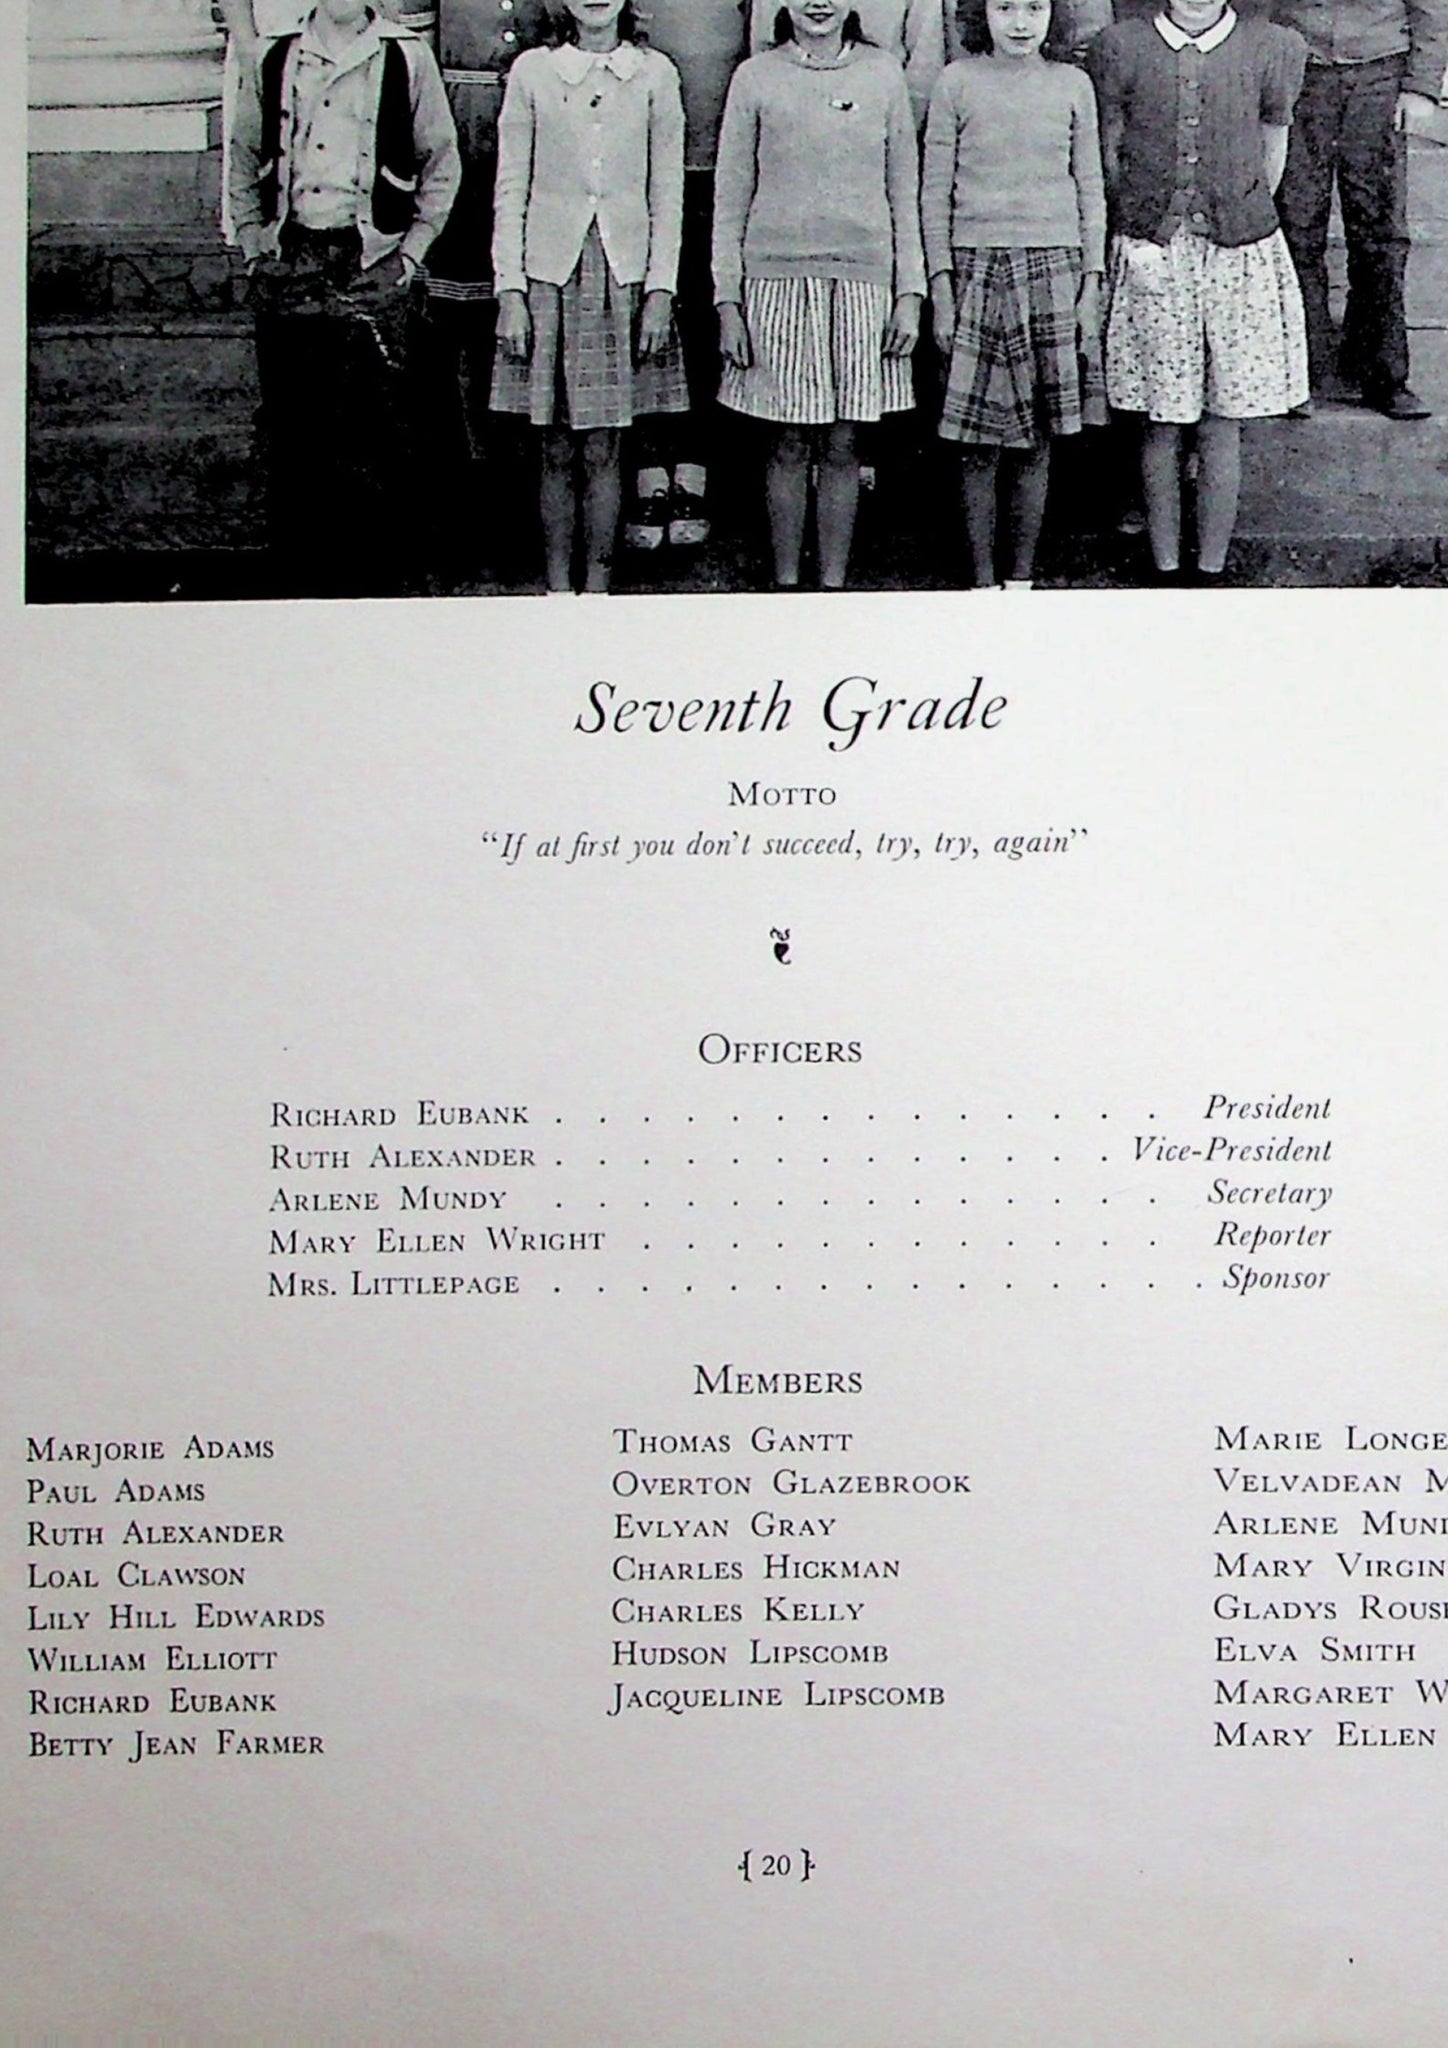 Seventh Grade
MOTTO
"If at first you don't succeed, try, try, again"
OFFICERS
RICHARD EUBANK . . . . . . . . . . . . . . President
RUTH ALEXANDER . . . . . . . . . . . . . Vice-President
ARLENE MUNDY . . . . . . . . . . . . . . Secretary
MARY ELLEN WRIGHT . . . . . . . . . . . . Reporter
MRS. LITTLEPAGE . . . . . . . . . . . . . . . Sponsor
MEMBERS
MARJORIE ADAMS
PAUL ADAMS
RUTH ALEXANDER
LOAL CLAWSON
LILY HILL EDWARDS
WILLIAM ELLIOTT
RICHARD EUBANK
BETTY JEAN FARMER
THOMAS GANTT
OVERTON GLAZEBROOK
EVLYAN GRAY
CHARLES HICKMAN
CHARLES KELLY
HUDSON LIPSCOMB
JACQUELINE LIPSCOMB
MARIE
VELVADEAN
ARLENE
MARY
GLADYS
ELVA SMITH
MARGARET
MARY ELLEN
{ 20 }